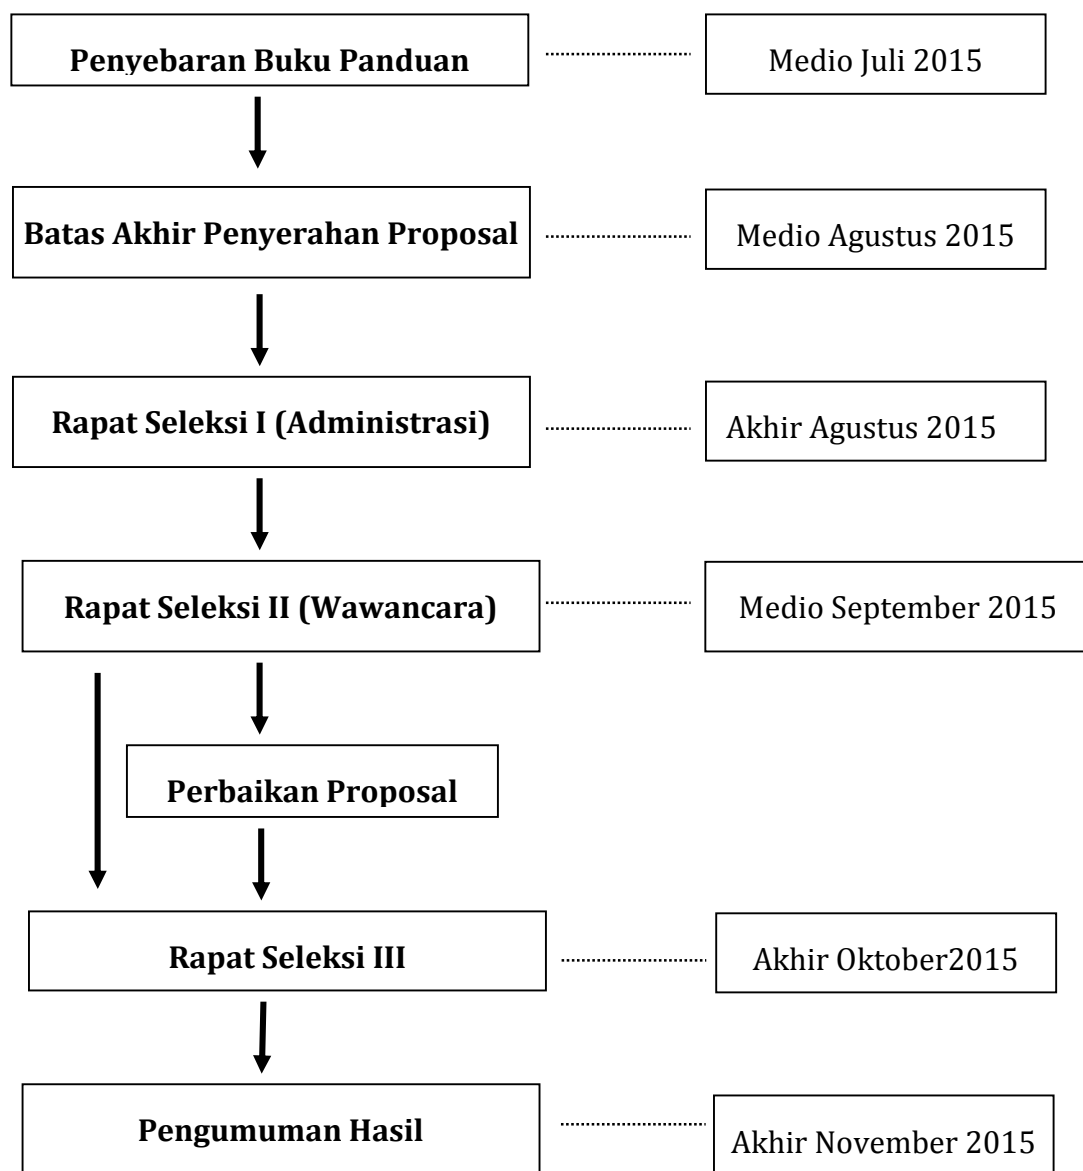 Penyebaran Buku Panduan
Medio Juli 2015
Batas Akhir Penyerahan Proposal
Medio Agustus 2015
Rapat Seleksi I (Administrasi)
Akhir Agustus 2015
Rapat Seleksi II (Wawancara)
Medio September 2015
Perbaikan Proposal
Rapat Seleksi III
Akhir Oktober2015
Pengumuman Hasil
Akhir November 2015